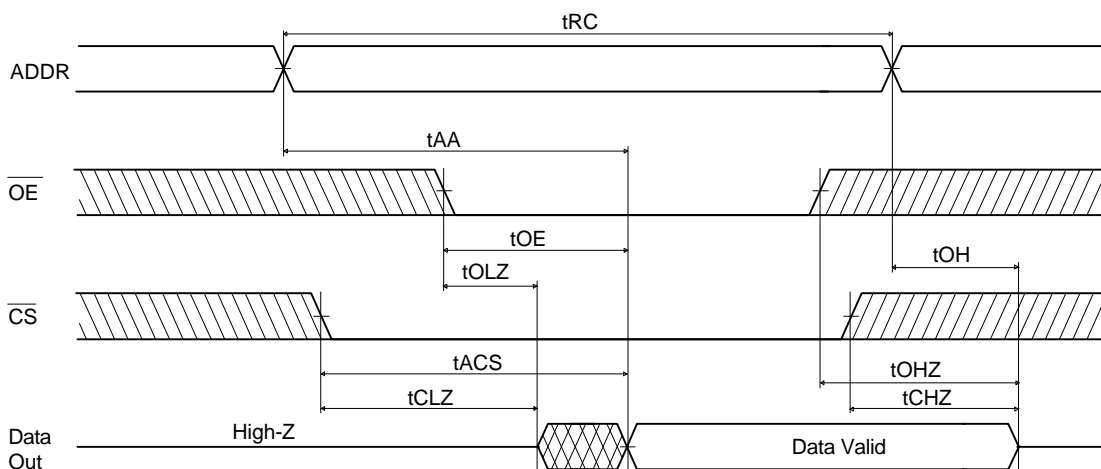 tRC
ADDR
tAA
OE
tOE
tOLZ
tOH
CS
tACS
tOHZ
tCLZ
tCHZ
Data Out
High-Z
Data Valid